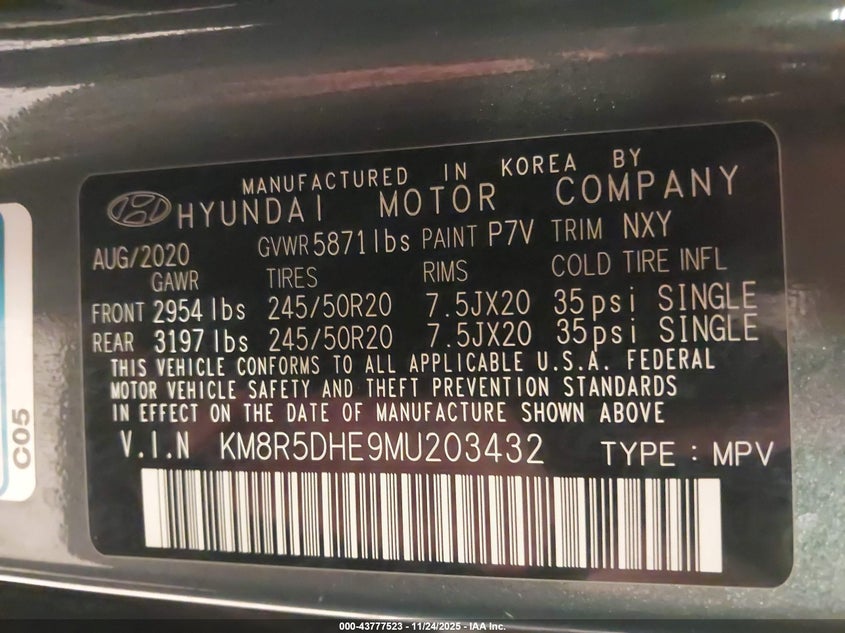 MANUFACTURED IN KOREA BY
HYUNDAI MOTOR COMPANY
AUG/2020 GVWR 5871 lbs PAINT P7V TRIM NXY
GAWR TIRES RIMS COLD TIRE INFL
FRONT 2954 lbs 245/50R20 7.5JX20 35psi SINGLE
REAR 3197 lbs 245/50R20 7.5JX20 35psi SINGLE
THIS VEHICLE CONFORMS TO ALL APPLICABLE U.S.A. FEDERAL
MOTOR VEHICLE SAFETY AND THEFT PREVENTION STANDARDS
IN EFFECT ON THE DATE OF MANUFACTURE SHOWN ABOVE
V.I.N KM8R5DHE9MU203432 TYPE : MPV
C05
000-43777523 - 11/24/2025 - IAA Inc.